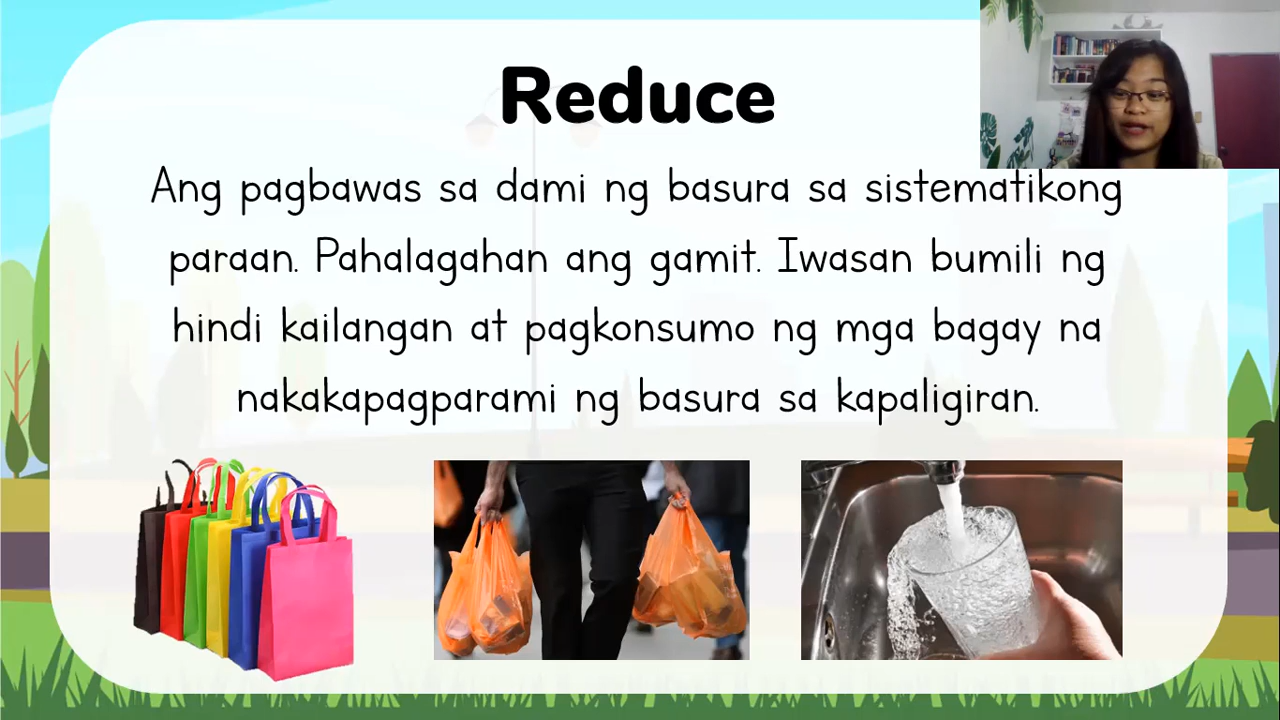 Reduce
Ang pagbawas sa dami ng basura sa sistematikong
paraan. Pahalagahan ang gamit. Iwasan bumili ng
hindi kailangan at pagkonsumo ng mga bagay na
nakakapagparami ng basura sa kapaligiran.